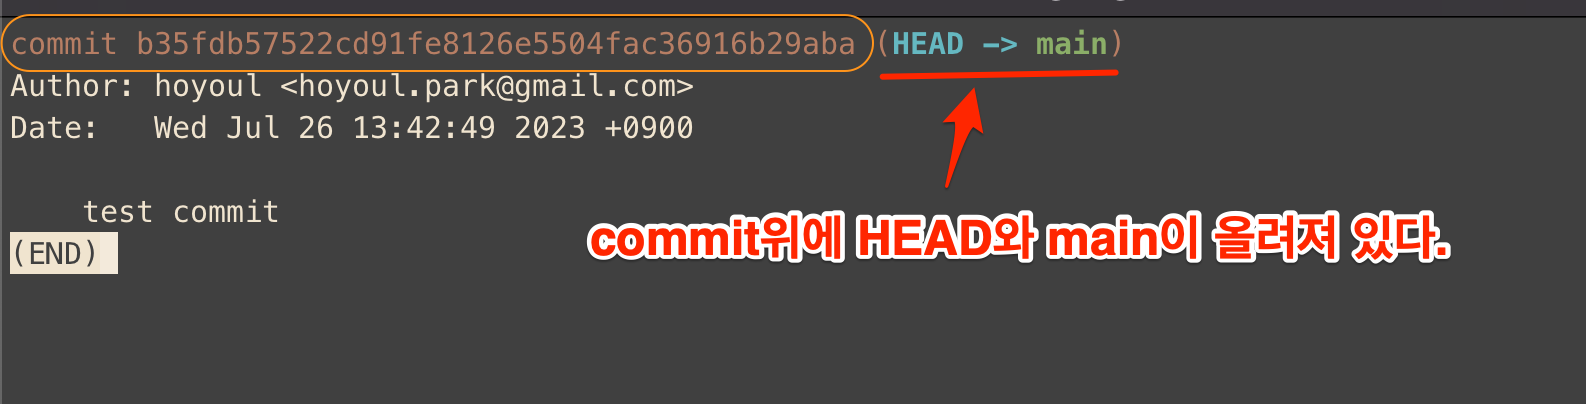 commit b35fdb57522cd91fe8126e5504fac36916b29aba (HEAD -> main)
Author: hoyoul <hoyoul.park@gmail.com>
Date:   Wed Jul 26 13:42:49 2023 +0900
test commit
commit위에 HEAD와 main이 올려져 있다.
(END)